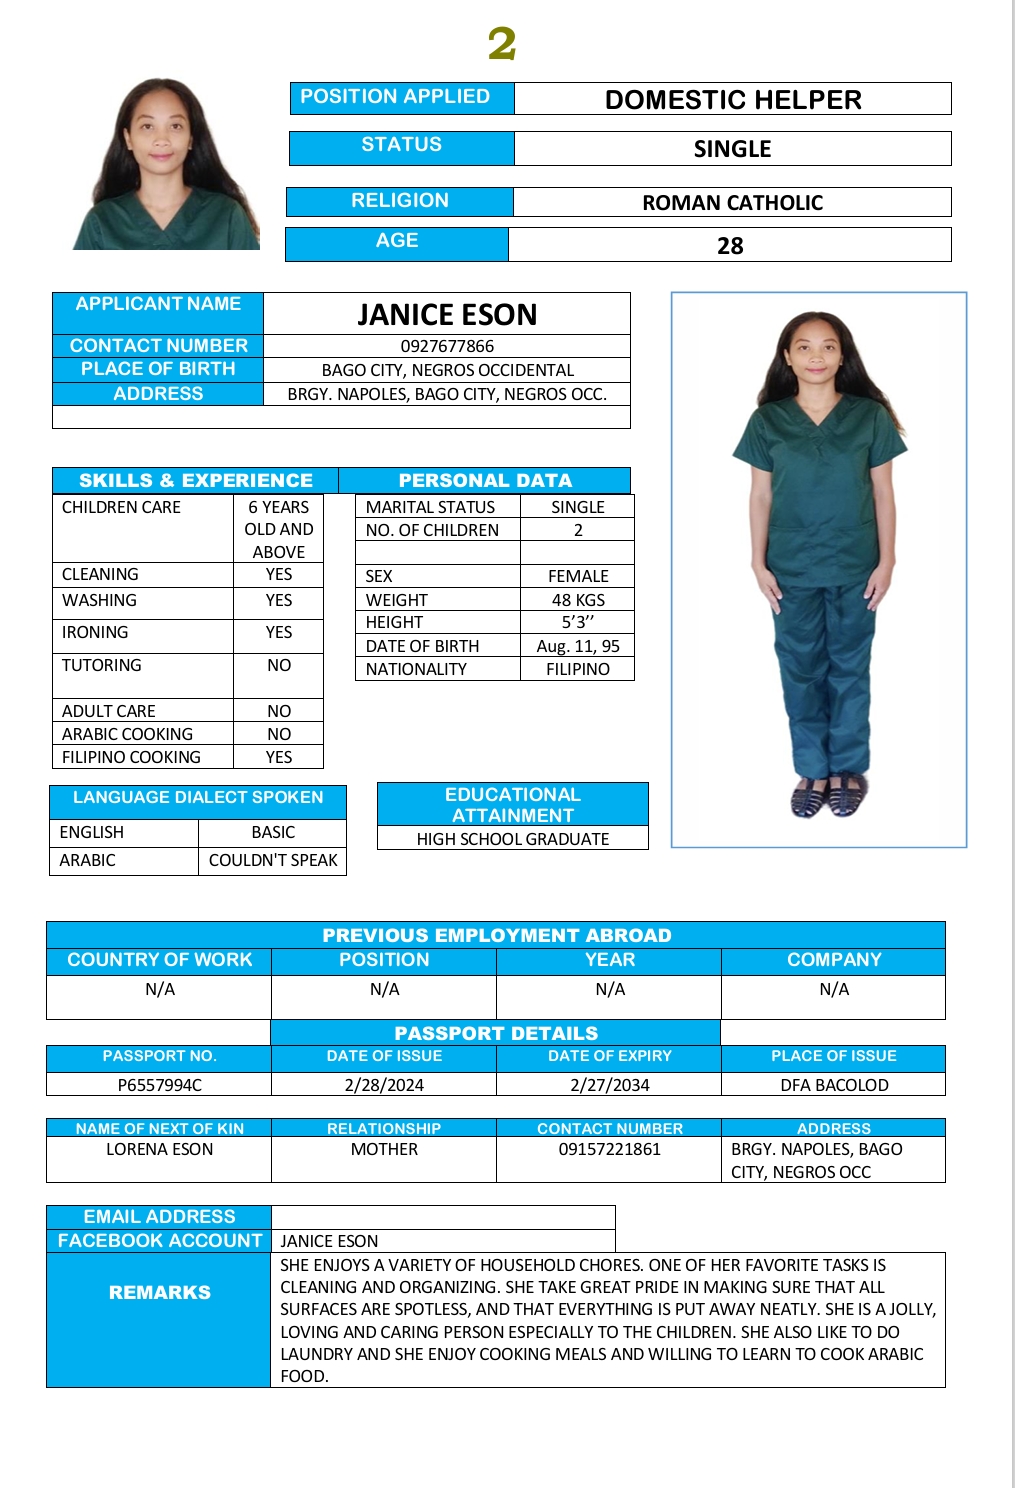 2
POSITION APPLIED DOMESTIC HELPER
STATUS SINGLE
RELIGION ROMAN CATHOLIC
AGE 28
APPLICANT NAME JANICE ESON
CONTACT NUMBER 0927677866
PLACE OF BIRTH BAGO CITY, NEGROS OCCIDENTAL
ADDRESS BRGY. NAPOLES, BAGO CITY, NEGROS OCC.
SKILLS & EXPERIENCE
CHILDREN CARE 6 YEARS
OLD AND
ABOVE
CLEANING YES
WASHING YES
IRONING YES
TUTORING NO
ADULT CARE NO
ARABIC COOKING NO
FILIPINO COOKING YES
PERSONAL DATA
MARITAL STATUS SINGLE
NO. OF CHILDREN 2
SEX FEMALE
WEIGHT 48 KGS
HEIGHT 5’3’’
DATE OF BIRTH Aug. 11, 95
NATIONALITY FILIPINO
LANGUAGE DIALECT SPOKEN
ENGLISH BASIC
ARABIC COULDN'T SPEAK
EDUCATIONAL
ATTAINMENT
HIGH SCHOOL GRADUATE
PREVIOUS EMPLOYMENT ABROAD
COUNTRY OF WORK POSITION YEAR COMPANY
N/A N/A N/A N/A
PASSPORT DETAILS
PASSPORT NO. DATE OF ISSUE DATE OF EXPIRY PLACE OF ISSUE
P6557994C 2/28/2024 2/27/2034 DFA BACOLOD
NAME OF NEXT OF KIN RELATIONSHIP CONTACT NUMBER ADDRESS
LORENA ESON MOTHER 09157221861 BRGY. NAPOLES, BAGO
CITY, NEGROS OCC
EMAIL ADDRESS
FACEBOOK ACCOUNT JANICE ESON
REMARKS
SHE ENJOYS A VARIETY OF HOUSEHOLD CHORES. ONE OF HER FAVORITE TASKS IS
CLEANING AND ORGANIZING. SHE TAKE GREAT PRIDE IN MAKING SURE THAT ALL
SURFACES ARE SPOTLESS, AND THAT EVERYTHING IS PUT AWAY NEATLY. SHE IS A JOLLY,
LOVING AND CARING PERSON ESPECIALLY TO THE CHILDREN. SHE ALSO LIKE TO DO
LAUNDRY AND SHE ENJOY COOKING MEALS AND WILLING TO LEARN TO COOK ARABIC
FOOD.